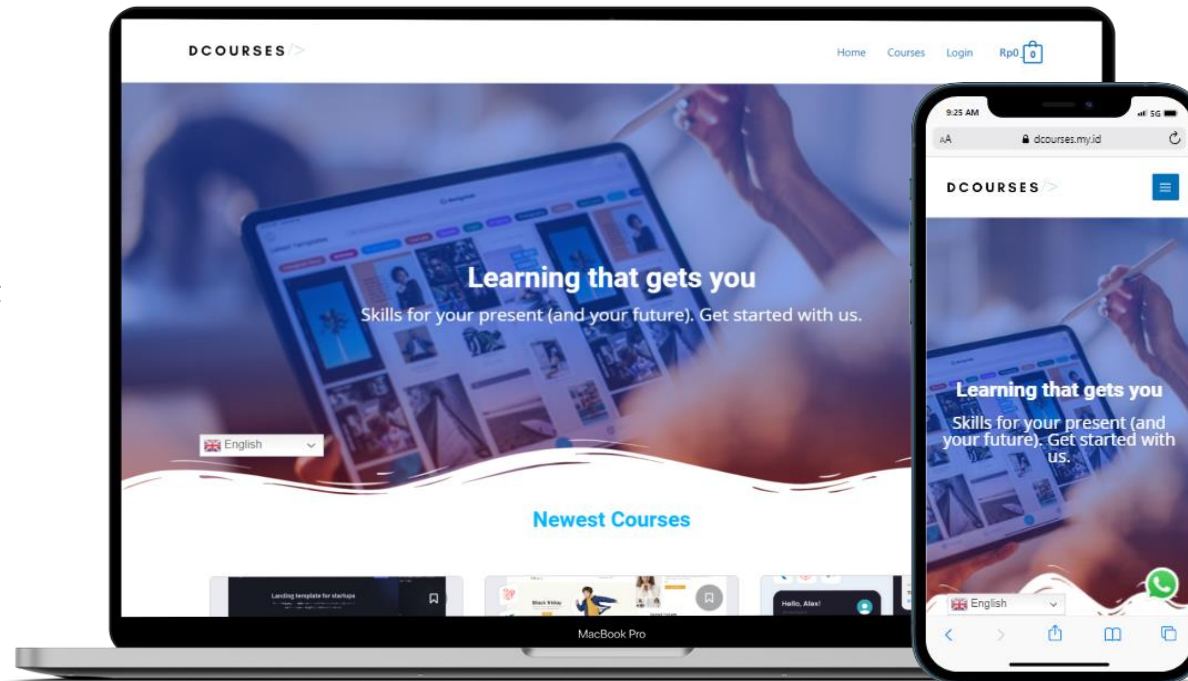 DCOURSES/>
Home Courses Login Rp0 0
Learning that gets you
Skills for your present (and your future). Get started with us.
English
Newest Courses
Landing template for startups
Black friday
Hello, Alex!
MacBook Pro
9:25 AM 5G
AA dcourses.my.id
DCOURSES/>
Learning that gets you
Skills for your present (and
your future). Get started with
us.
English